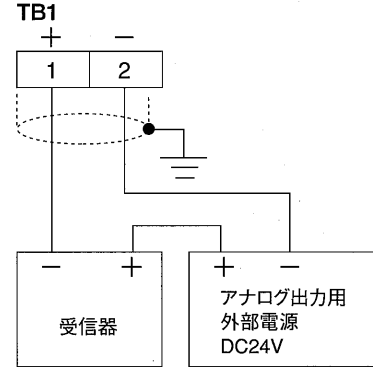 TB1
+ −
1 2
− + + −
受信器
アナログ出力用
外部電源
DC24V